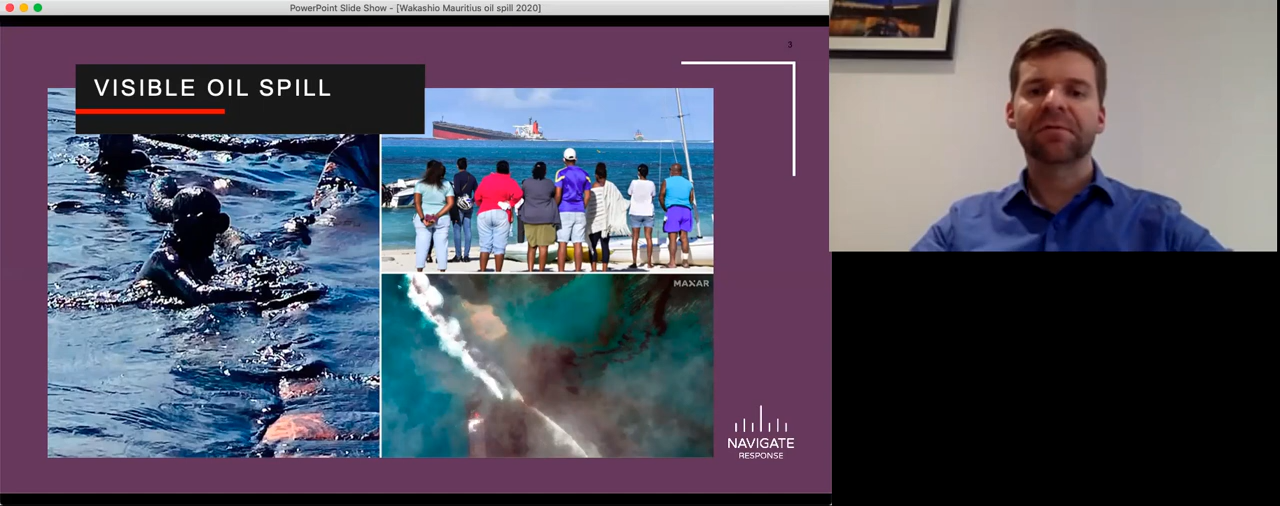 PowerPoint Slide Show - [Wakashio Mauritius oil spill 2020]
3
VISIBLE OIL SPILL
MAXAR
NAVIGATE
RESPONSE